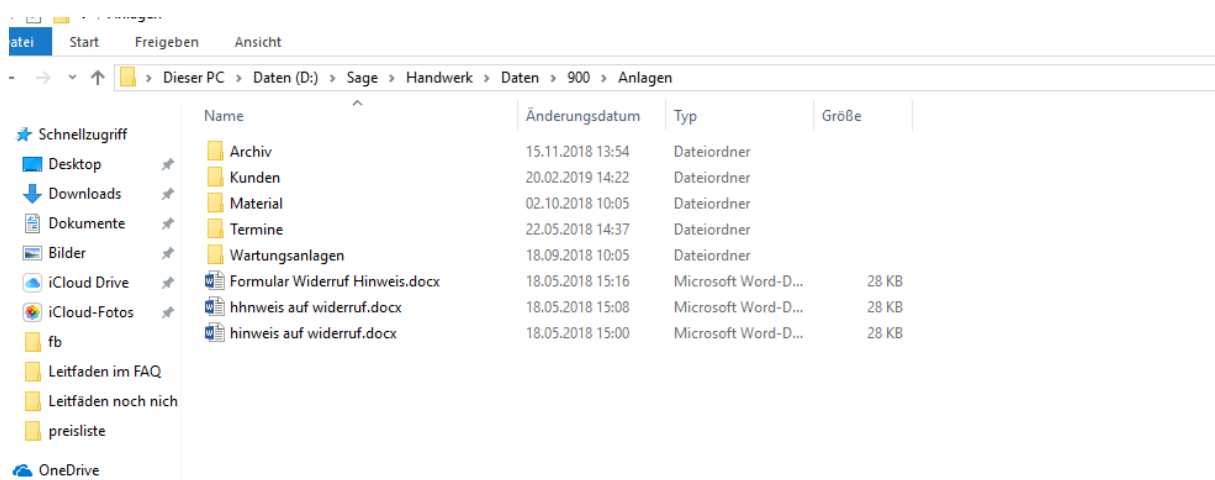 Anlagen
atei Start Freigeben Ansicht
Dieser PC > Daten (D:) > Sage > Handwerk > Daten > 900 > Anlagen
Name Änderungsdatum Typ Größe
Schnellzugriff
Desktop
Downloads
Dokumente
Bilder
iCloud Drive
iCloud-Fotos
fb
Leitfaden im FAQ
Leitfäden noch nich
preisliste
OneDrive
Archiv 15.11.2018 13:54 Dateiordner
Kunden 20.02.2019 14:22 Dateiordner
Material 02.10.2018 10:05 Dateiordner
Termine 22.05.2018 14:37 Dateiordner
Wartungsanlagen 18.09.2018 10:05 Dateiordner
Formular Widerruf Hinweis.docx 18.05.2018 15:16 Microsoft Word-D... 28 KB
hhnweis auf widerruf.docx 18.05.2018 15:08 Microsoft Word-D... 28 KB
hinweis auf widerruf.docx 18.05.2018 15:00 Microsoft Word-D... 28 KB